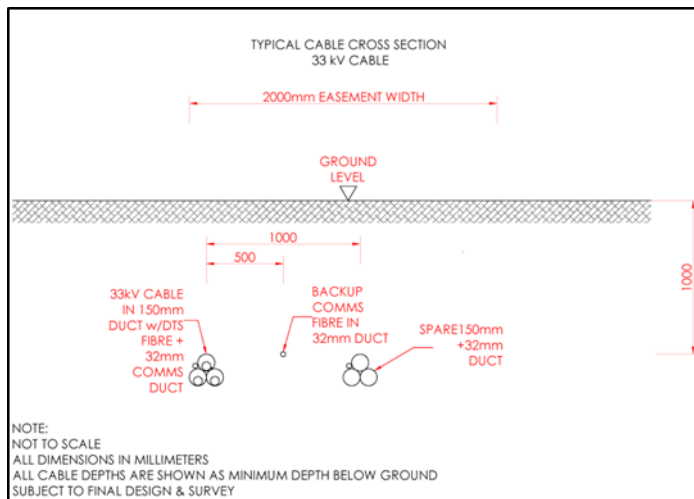 TYPICAL CABLE CROSS SECTION
33 kV CABLE
2000mm EASEMENT WIDTH
GROUND
LEVEL
1000
500
1000
33kV CABLE
IN 150mm
DUCT w/DTS
FIBRE +
32mm
COMMS
DUCT
BACKUP
COMMS
FIBRE IN
32mm DUCT
SPARE150mm
+32mm
DUCT
NOTE:
NOT TO SCALE
ALL DIMENSIONS IN MILLIMETERS
ALL CABLE DEPTHS ARE SHOWN AS MINIMUM DEPTH BELOW GROUND
SUBJECT TO FINAL DESIGN & SURVEY